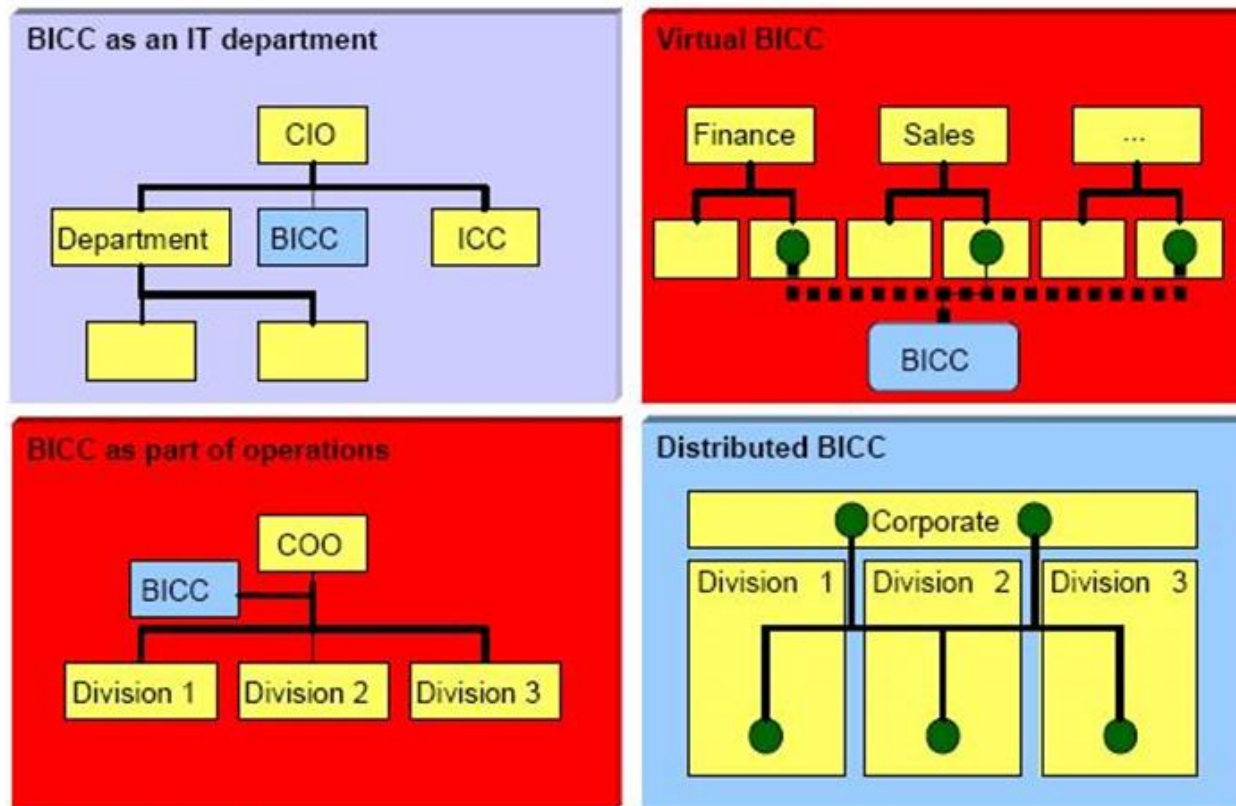 BICC as an IT department
CIO
Department
BICC
ICC
Virtual BICC
Finance
Sales
...
BICC
BICC as part of operations
COO
BICC
Division 1
Division 2
Division 3
Distributed BICC
Corporate
Division 1
Division 2
Division 3